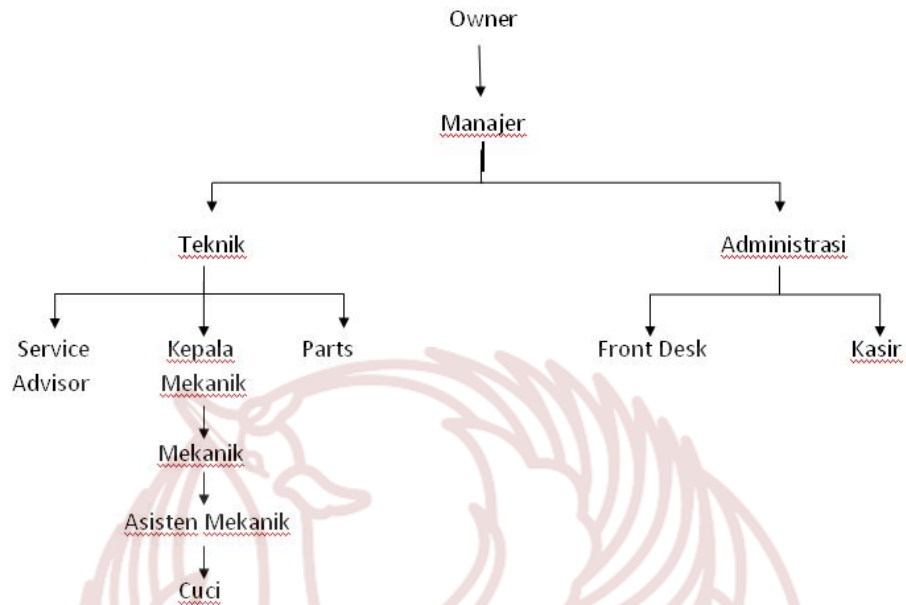 Owner
Manajer
Teknik
Administrasi
Service
Advisor
Kepala
Mekanik
Parts
Front Desk
Kasir
Mekanik
Asisten Mekanik
Cuci